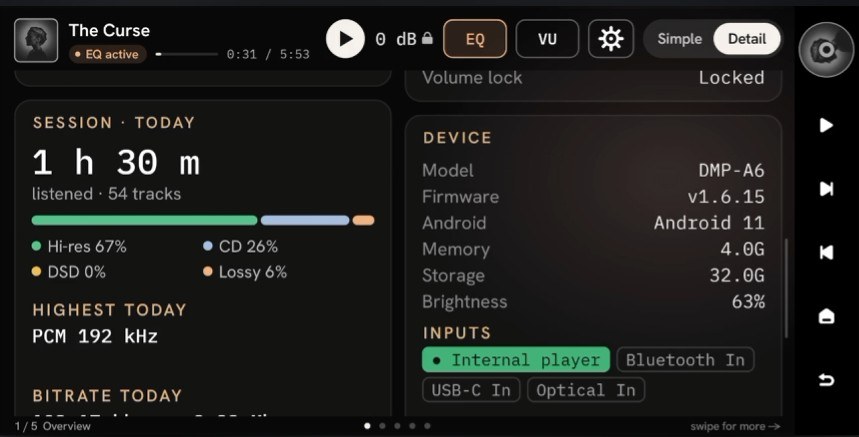 The Curse
EQ active
0:31 / 5:53
0 dB
EQ
VU
Simple
Detail
SESSION · TODAY
1 h 30 m
listened · 54 tracks
Hi-res 67%
CD 26%
DSD 0%
Lossy 6%
HIGHEST TODAY
PCM 192 kHz
BITRATE TODAY
Volume lock Locked
DEVICE
Model DMP-A6
Firmware v1.6.15
Android Android 11
Memory 4.0G
Storage 32.0G
Brightness 63%
INPUTS
Internal player
Bluetooth In
USB-C In
Optical In
1 / 5 Overview
swipe for more →